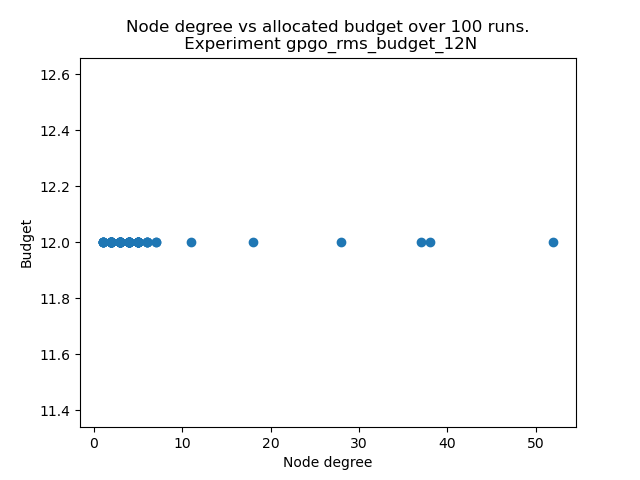 Node degree vs allocated budget over 100 runs.
Experiment gpgo_rms_budget_12N
12.6
12.4
12.2
12.0
11.8
11.6
11.4
Budget
0 10 20 30 40 50
Node degree